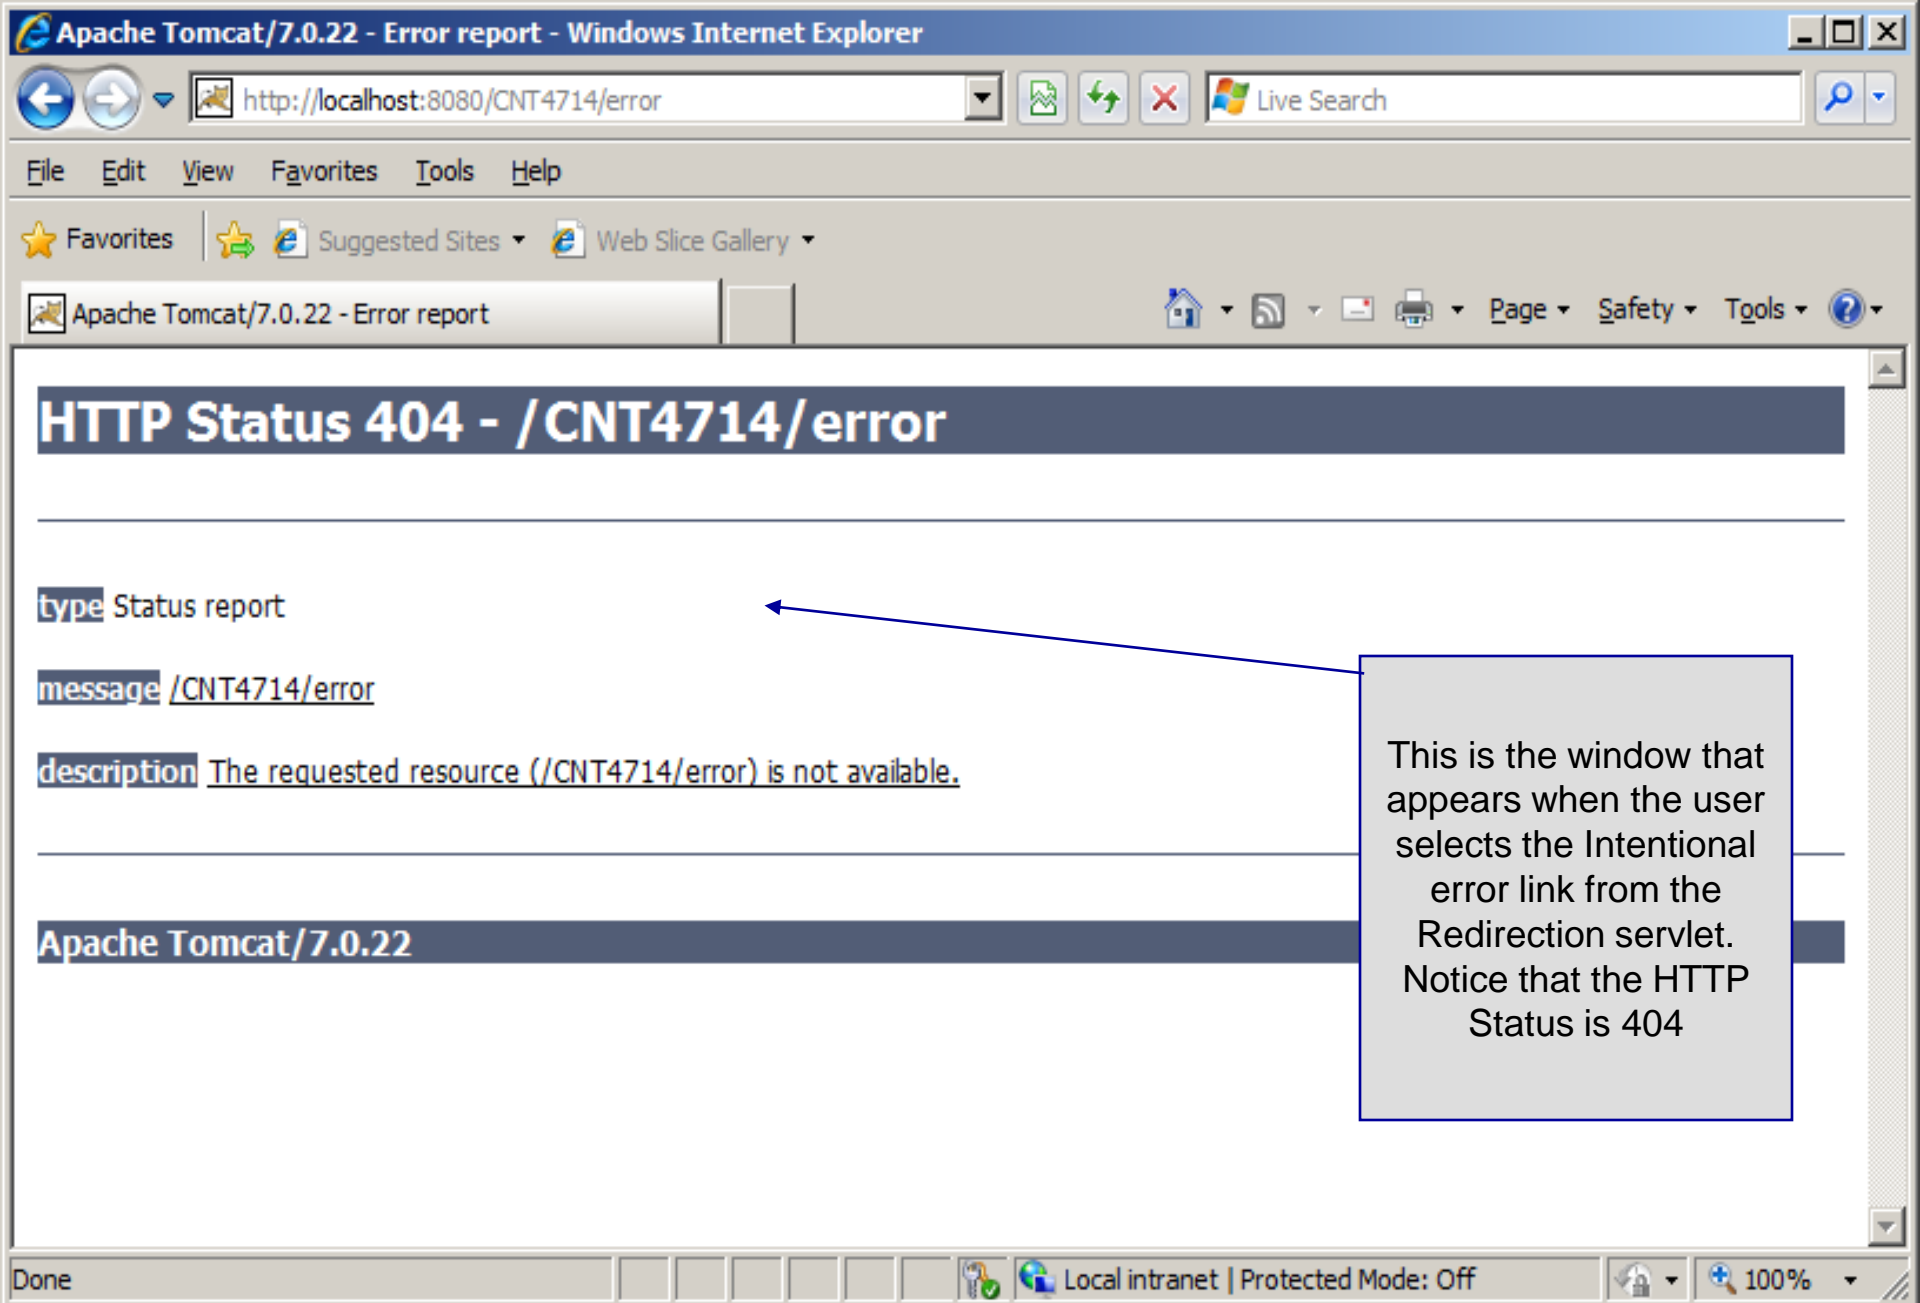 Apache Tomcat/7.0.22 - Error report - Windows Internet Explorer
http://localhost:8080/CNT4714/error
Live Search
File Edit View Favorites Tools Help
Favorites Suggested Sites Web Slice Gallery
Apache Tomcat/7.0.22 - Error report
Page Safety Tools
HTTP Status 404 - /CNT4714/error
type Status report
message /CNT4714/error
description The requested resource (/CNT4714/error) is not available.
Apache Tomcat/7.0.22
This is the window that
appears when the user
selects the Intentional
error link from the
Redirection servlet.
Notice that the HTTP
Status is 404
Done
Local intranet | Protected Mode: Off
100%